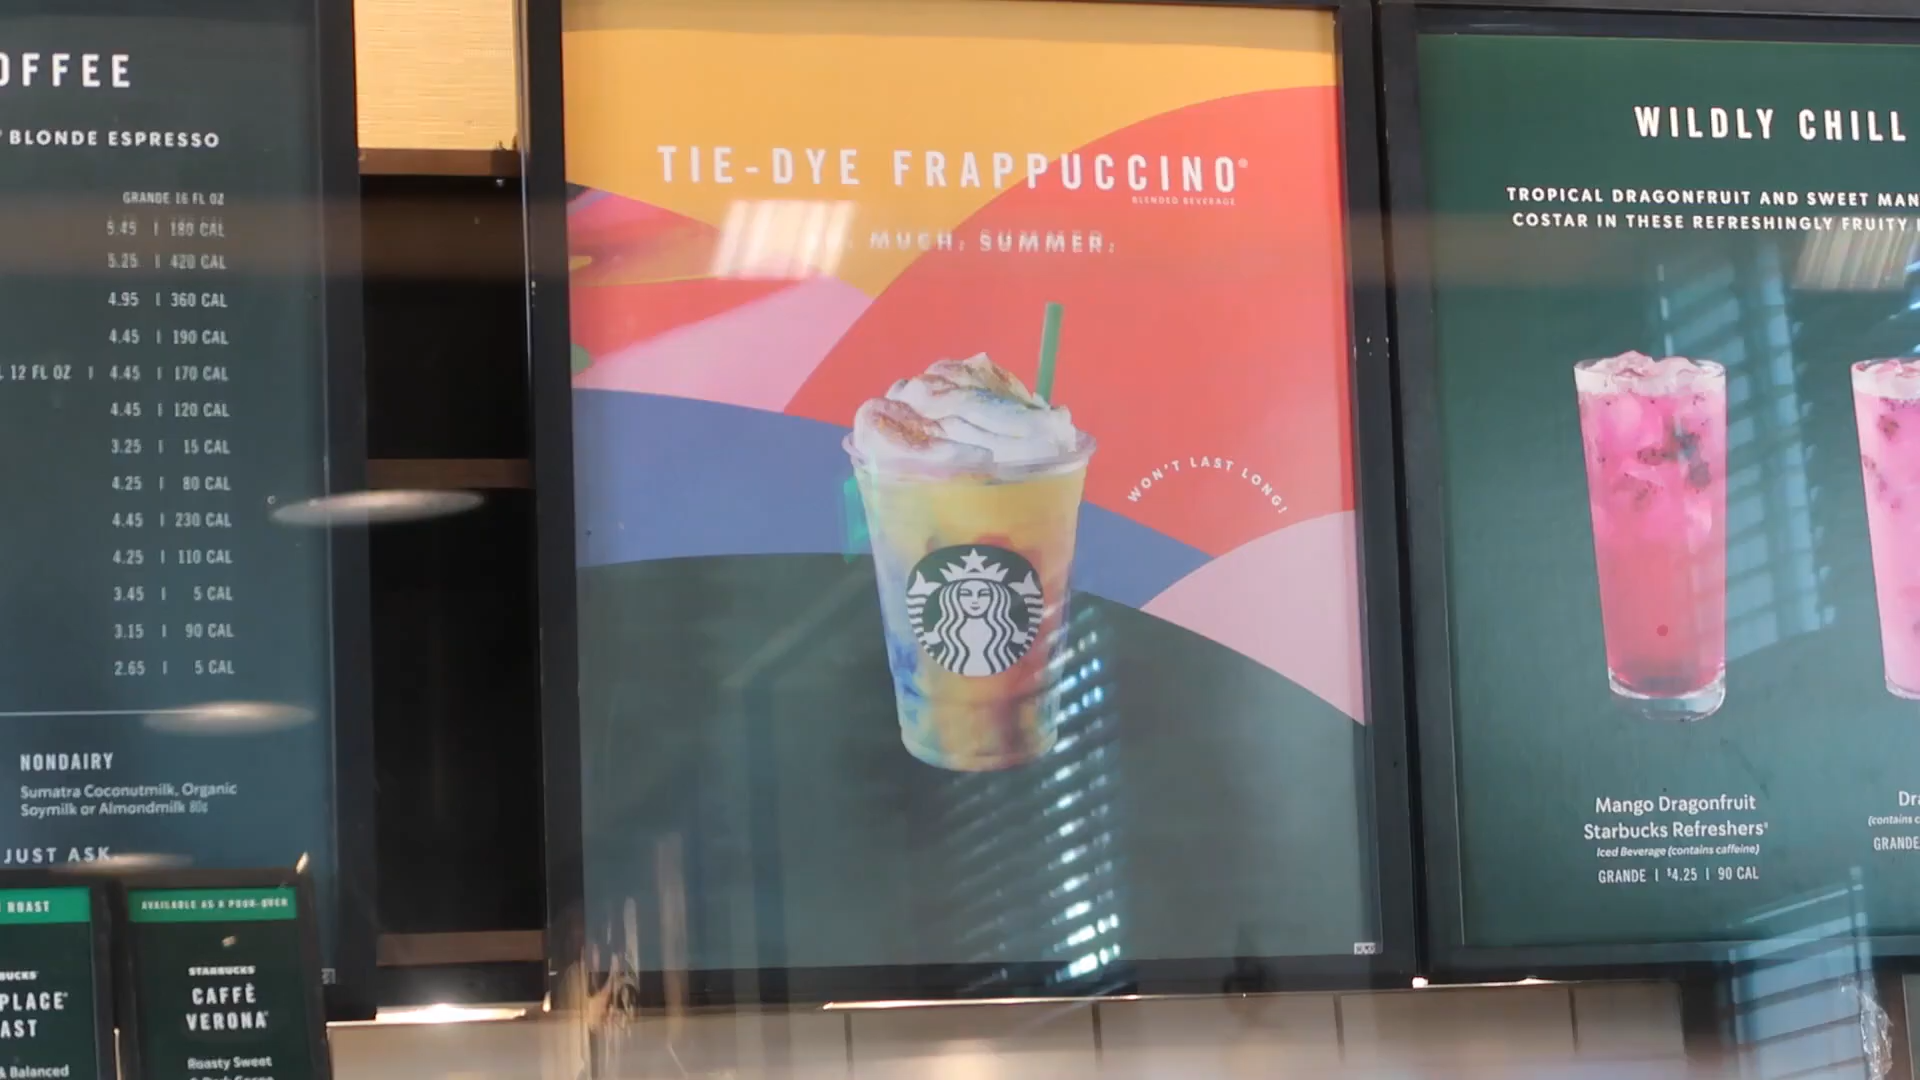 OFFEE
BLONDE ESPRESSO
GRANDE 16 FL OZ
5.45 | 180 CAL
5.25 | 420 CAL
4.95 | 360 CAL
4.45 | 190 CAL
12 FL OZ | 4.45 | 170 CAL
4.45 | 120 CAL
3.25 | 15 CAL
4.25 | 80 CAL
4.45 | 230 CAL
4.25 | 110 CAL
3.45 | 5 CAL
3.15 | 90 CAL
2.65 | 5 CAL
NONDAIRY
Sumatra Coconutmilk, Organic
Soymilk or Almondmilk 80¢
JUST ASK.
ROAST
PLACE
AST
& Balanced
AVAILABLE AS A POUR-OVER
STARBUCKS
CAFFÈ
VERONA
Roasty Sweet
TIE-DYE FRAPPUCCINO®
BLENDED BEVERAGE
MUCH. SUMMER.
WON'T LAST LONG!
WILDLY CHILL
TROPICAL DRAGONFRUIT AND SWEET MAN
COSTAR IN THESE REFRESHINGLY FRUITY
Mango Dragonfruit
Starbucks Refreshers®
Iced Beverage (contains caffeine)
GRANDE | $4.25 | 90 CAL
Dra
(contains c
GRANDE